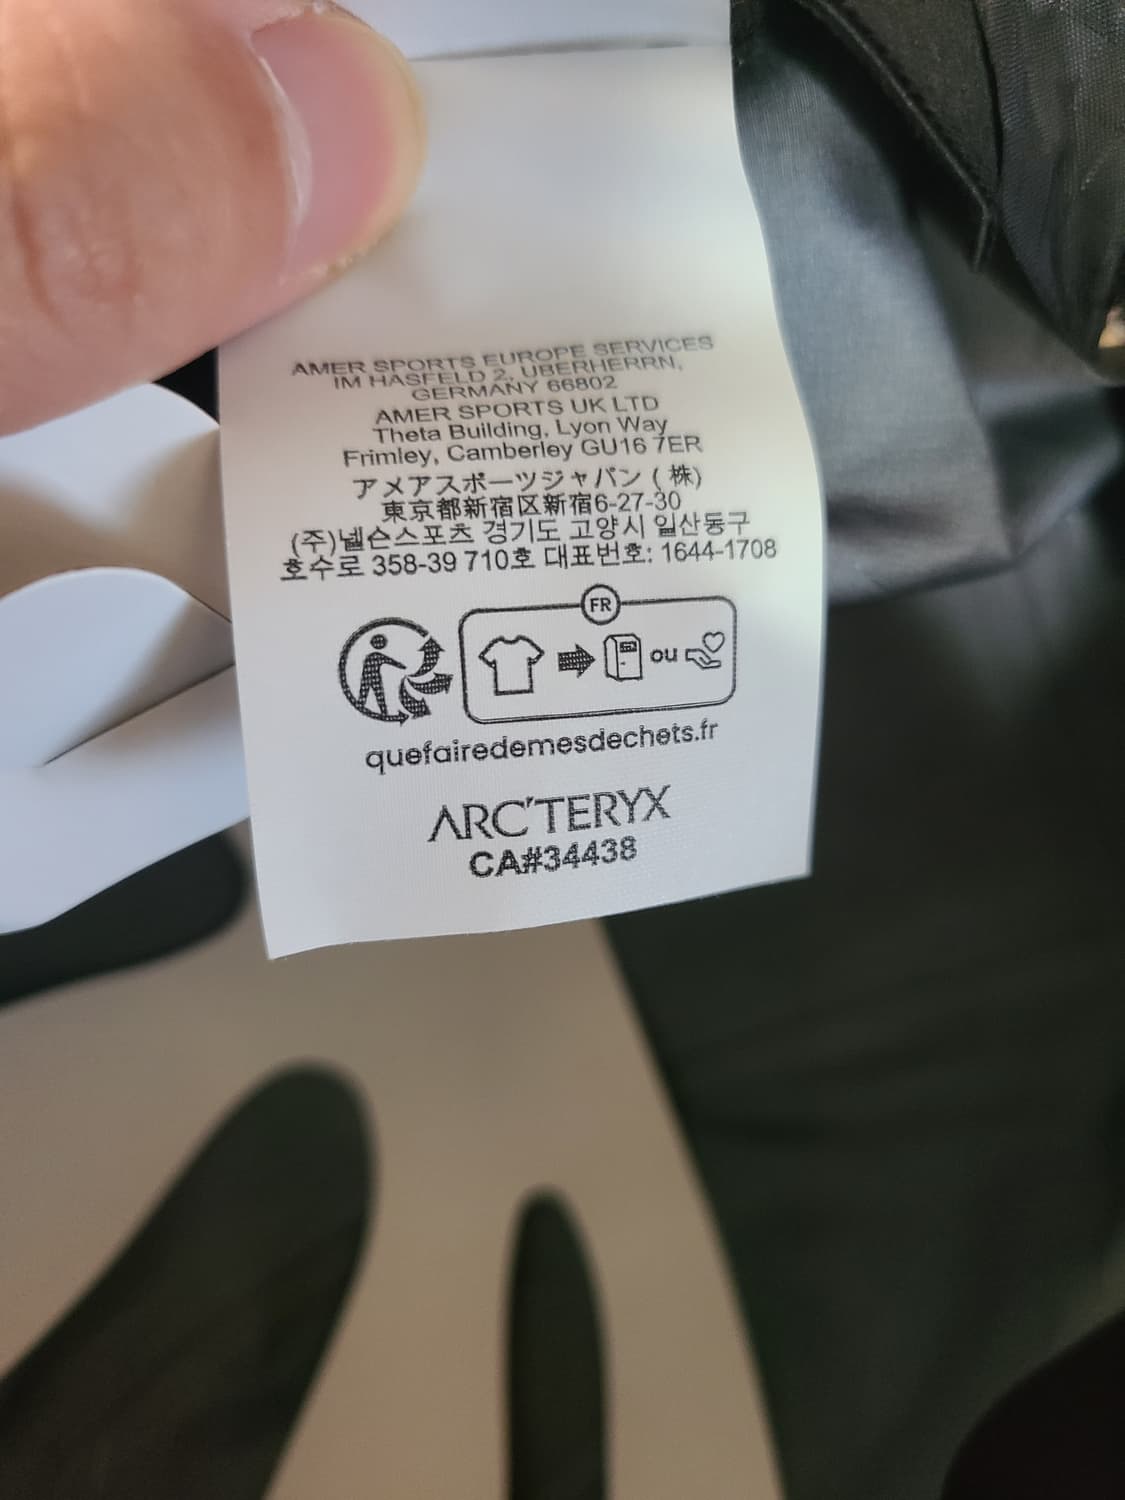 AMER SPORTS EUROPE SERVICES
IM HASFELD 2, UBERHERRN,
GERMANY 66802
AMER SPORTS UK LTD
Theta Building, Lyon Way
Frimley, Camberley GU16 7ER
アメアスポーツジャパン (株)
東京都新宿区新宿6-27-30
(주)넬슨스포츠 경기도 고양시 일산동구
호수로 358-39 710호 대표번호: 1644-1708
FR
ou
quefairedemesdechets.fr
ARC'TERYX
CA#34438